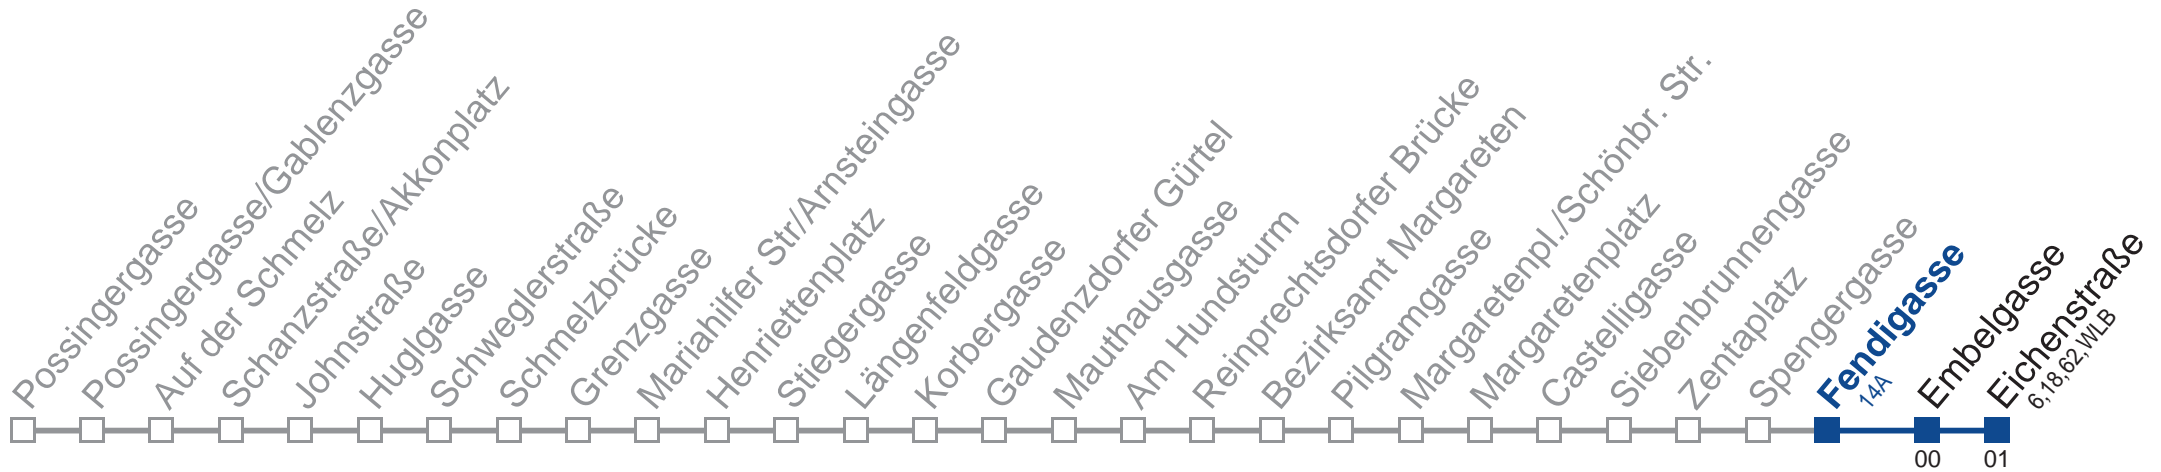 Possingergasse
Possingergasse/Gablenzgasse
Auf der Schmelz
Schanzstraße/Akkonplatz
Johnstraße
Huglgasse
Schweglerstraße
Schmelzbrücke
Grenzgasse
Mariahilfer Str/Arnsteingasse
Henriettenplatz
Stiegergasse
Längenfeldgasse
Korbergasse
Gaudenzdorfer Gürtel
Mauthausgasse
Am Hundsturm
Reinprechtsdorfer Brücke
Bezirksamt Margareten
Pilgramgasse
Margaretenpl./Schönbr. Str.
Margaretenplatz
Castelligasse
Siebenbrunnengasse
Zentaplatz
Spengergasse
Fendigasse
14A
Embelgasse
Eichenstraße
6,18,62,WLB
00
01